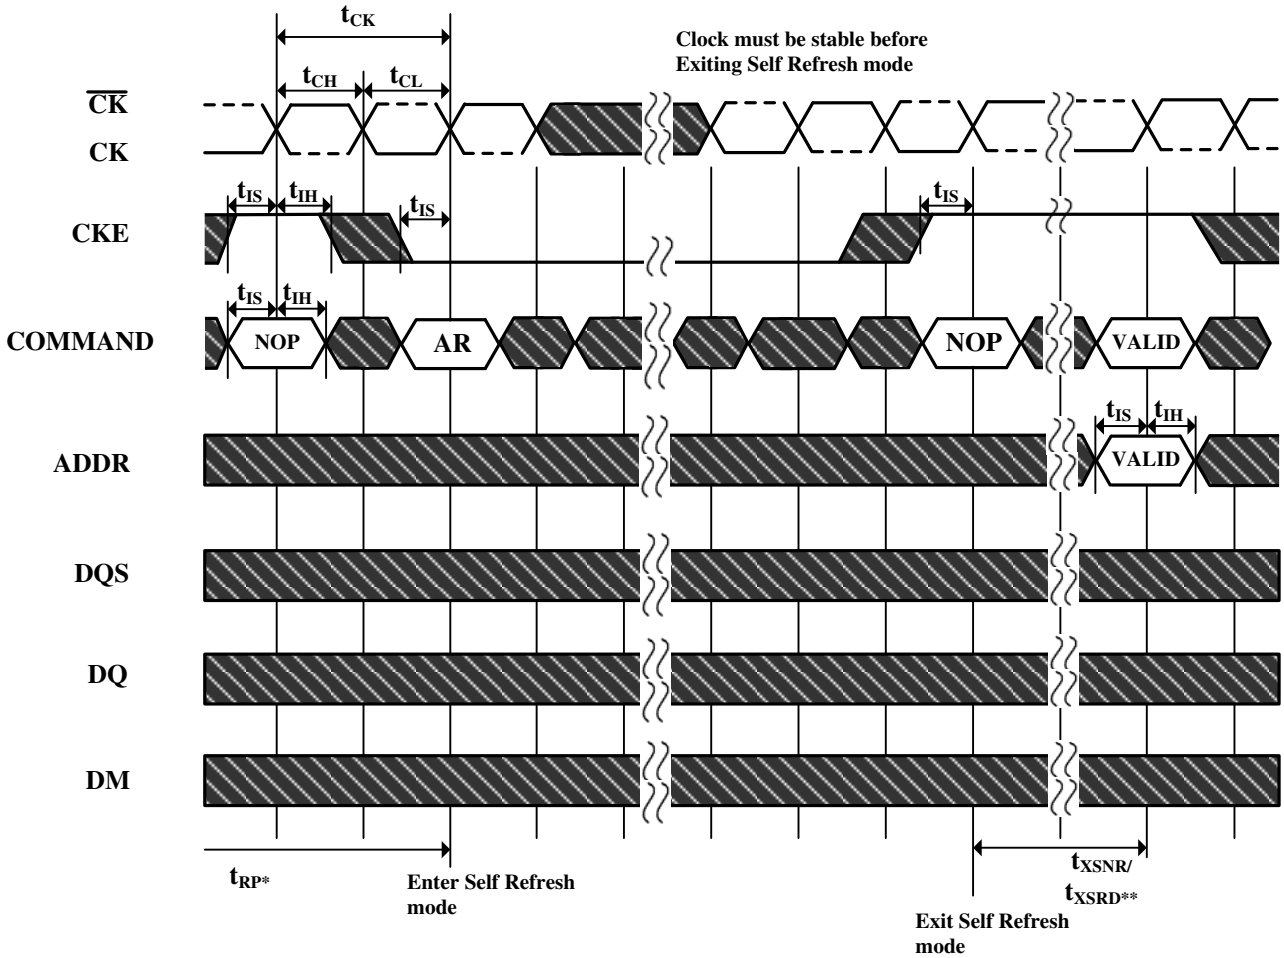 tCK
Clock must be stable before
Exiting Self Refresh mode
tCH
tCL
CK
CK
tIS
tIH
tIS
tIS
CKE
tIS
tIH
COMMAND
NOP
AR
NOP
VALID
tIS
tIH
ADDR
VALID
DQS
DQ
DM
tRP*
Enter Self Refresh
mode
tXSNR/
tXSRD**
Exit Self Refresh
mode